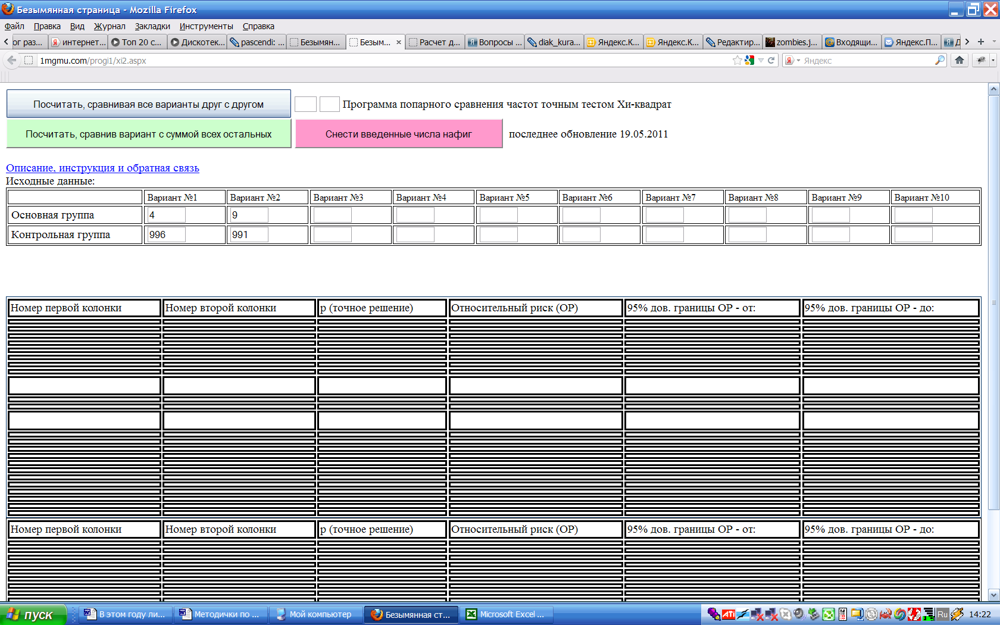 Безымянная страница - Mozilla Firefox
Файл Правка Вид Журнал Закладки Инструменты Справка
ог раз... интернет... Топ 20 с... Дискотек... pascendi: ... Безымян... Безым... Расчет д... Вопросы ... diak_kura... Яндекс.К... Яндекс.К... Редактир... zombies.j... Входящи... Яндекс.П... Д
1mgmu.com/progi1/xi2.aspx Яндекс
Посчитать, сравнивая все варианты друг с другом Программа попарного сравнения частот точным тестом Хи-квадрат
Посчитать, сравнив вариант с суммой всех остальных Снести введенные числа нафиг последнее обновление 19.05.2011
Описание, инструкция и обратная связь
Исходные данные:
Вариант №1 Вариант №2 Вариант №3 Вариант №4 Вариант №5 Вариант №6 Вариант №7 Вариант №8 Вариант №9 Вариант №10
Основная группа 4 9
Контрольная группа 996 991
Номер первой колонки Номер второй колонки p (точное решение) Относительный риск (ОР) 95% дов. границы ОР - от: 95% дов. границы ОР - до:
Номер первой колонки Номер второй колонки p (точное решение) Относительный риск (ОР) 95% дов. границы ОР - от: 95% дов. границы ОР - до:
пуск В этом году ли... Методички по ... Мой компьютер Безымянная ст... Microsoft Excel ... ATI Ru 14:22